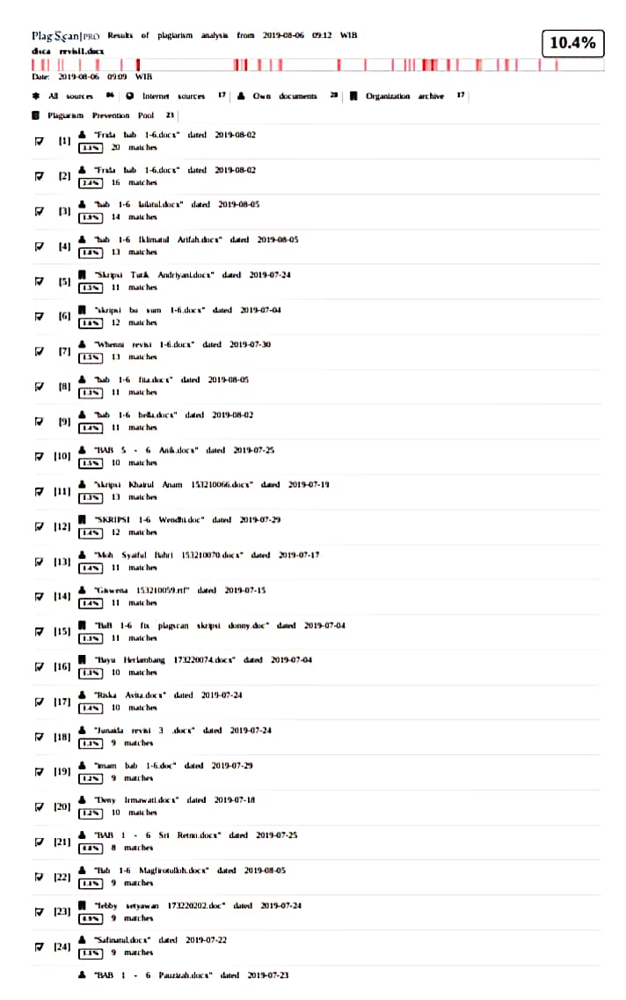 PlagScan|PRO Results of plagiarism analysis from 2019-08-06 09:12 WIB
10.4%
disca revisi1.docx
Date: 2019-08-06 09:09 WIB
All sources 86 Internet sources 17 Own documents 28 Organization archive 17
Plagiarism Prevention Pool 23
[1] "Frida bab 1-6.docx" dated 2019-08-02
20 matches
[2] "Frida bab 1-6.docx" dated 2019-08-02
2.4% 16 matches
[3] "bab 1-6 lailatul.docx" dated 2019-08-05
1.9% 14 matches
[4] "bab 1-6 Iklimatul Arifah.docx" dated 2019-08-05
1.8% 13 matches
[5] "Skripsi Tutik Andriyani.docx" dated 2019-07-24
1.5% 11 matches
[6] "skripsi bu sum 1-6.docx" dated 2019-07-04
1.6% 12 matches
[7] "Whenni revisi 1-6.docx" dated 2019-07-30
1.5% 13 matches
[8] "bab 1-6 fita.docx" dated 2019-08-05
1.3% 11 matches
[9] "bab 1-6 bella.docx" dated 2019-08-02
1.4% 11 matches
[10] "BAB 5 - 6 Anik.docx" dated 2019-07-25
1.5% 10 matches
[11] "skripsi Khairul Anam 153210066.docx" dated 2019-07-19
1.3% 13 matches
[12] "SKRIPSI 1-6 Wendhi.doc" dated 2019-07-29
1.4% 12 matches
[13] "Moh Syaiful Bahri 153210070.docx" dated 2019-07-17
1.4% 11 matches
[14] "Giswena 153210059.rtf" dated 2019-07-15
1.4% 11 matches
[15] "BaB 1-6 fix plagscan skripsi donny.doc" dated 2019-07-04
11 matches
[16] "Bayu Herlambang 173220074.docx" dated 2019-07-04
10 matches
[17] "Riska Avita.docx" dated 2019-07-24
1.4% 10 matches
[18] "Junaida revisi 3 .docx" dated 2019-07-24
9 matches
[19] "imam bab 1-6.doc" dated 2019-07-29
1.2% 9 matches
[20] "Deny Irmawati.docx" dated 2019-07-18
1.2% 10 matches
[21] "BAB 1 - 6 Sri Retno.docx" dated 2019-07-25
8 matches
[22] "Bab 1-6 Magfirotulloh.docx" dated 2019-08-05
9 matches
[23] "febby setyawan 173220202.doc" dated 2019-07-24
0.9% 9 matches
[24] "Safinatul.docx" dated 2019-07-22
9 matches
"BAB 1 - 6 Pauzizah.docx" dated 2019-07-23